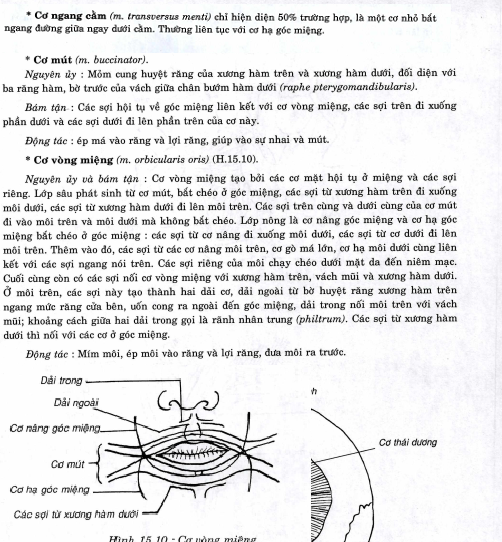 * Cơ ngang cằm (m. transversus menti) chỉ hiện diện 50% trường hợp, là một cơ nhỏ bắt
ngang đường giữa ngay dưới cằm. Thường liên tục với cơ hạ góc miệng.
* Cơ mút (m. buccinator).
Nguyên ủy : Mỏm cung huyệt răng của xương hàm trên và xương hàm dưới, đối diện với
ba răng hàm, bờ trước của vách giữa chân bướm hàm dưới (raphe pterygomandibularis).
Bám tận : Các sợi hội tụ về góc miệng liên kết với cơ vòng miệng, các sợi trên đi xuống
phần dưới và các sợi dưới đi lên phần trên của cơ này.
Động tác : ép má vào răng và lợi răng, giúp vào sự nhai và mút.
* Cơ vòng miệng (m. orbicularis oris) (H.15.10).
Nguyên ủy và bám tận : Cơ vòng miệng tạo bởi các cơ mặt hội tụ ở miệng và các sợi
riêng. Lớp sâu phát sinh từ cơ mút, bắt chéo ở góc miệng, các sợi từ xương hàm trên đi xuống
môi dưới, các sợi từ xương hàm dưới đi lên môi trên. Các sợi trên cùng và dưới cùng của cơ mút
đi vào môi trên và môi dưới mà không bắt chéo. Lớp nông là cơ nâng góc miệng và cơ hạ góc
miệng bắt chéo ở góc miệng : các sợi từ cơ nâng đi xuống môi dưới, các sợi từ cơ dưới đi lên
môi trên. Thêm vào đó, các sợi từ các cơ nâng môi trên, cơ gò má lớn, cơ hạ môi dưới cùng liên
kết với các sợi ngang nói trên. Các sợi riêng của môi chạy chéo dưới mặt da đến niêm mạc.
Cuối cùng còn có các sợi nối cơ vòng miệng với xương hàm trên, vách mũi và xương hàm dưới.
Ở môi trên, các sợi này tạo thành hai dải cơ, dải ngoài từ bờ huyệt răng xương hàm trên
ngang mức răng cửa bên, uốn cong ra ngoài đến góc miệng, dải trong nối môi trên với vách
mũi; khoảng cách giữa hai dải trong gọi là rãnh nhân trung (philtrum). Các sợi từ xương hàm
dưới thì nối với các cơ ở góc miệng.
Động tác : Mím môi, ép môi vào răng và lợi răng, đưa môi ra trước.
Dải trong
Dải ngoài
Cơ nâng góc miệng
Cơ mút
Cơ hạ góc miệng
Các sợi từ xương hàm dưới
Hình 15.10 - Cơ vòng miệng
h
Cơ thái dương